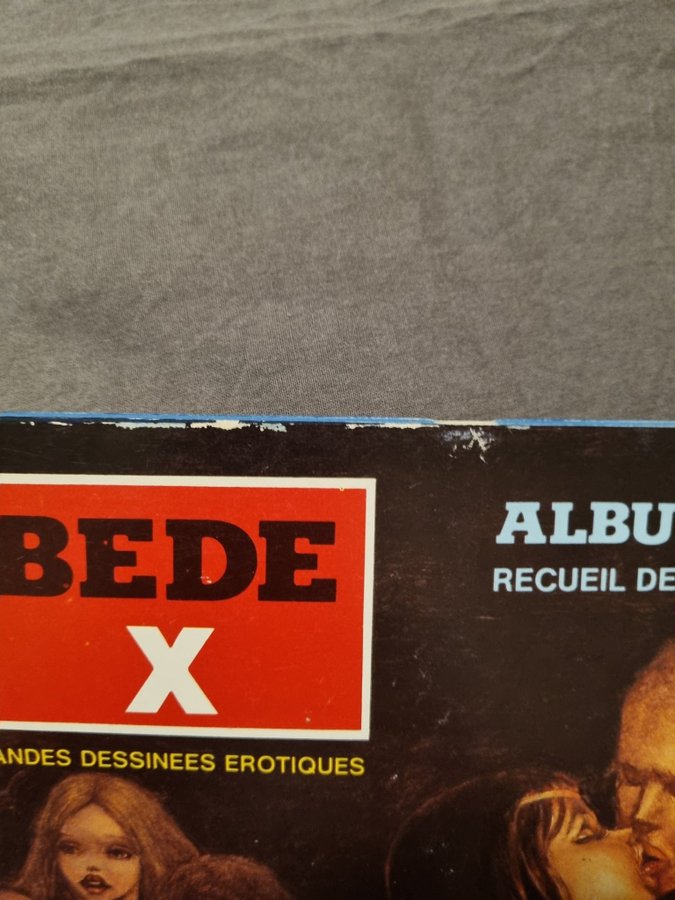 BEDE
X
ANDES DESSINEES EROTIQUES
ALBU
RECUEIL DE